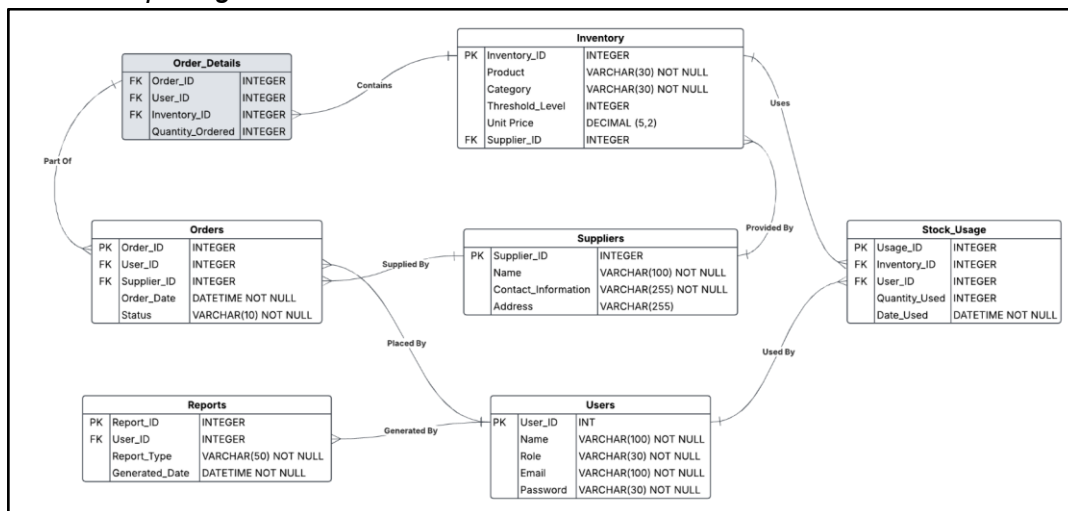 Order_Details
FK Order_ID INTEGER
FK User_ID INTEGER
FK Inventory_ID INTEGER
Quantity_Ordered INTEGER
Contains
Inventory
PK Inventory_ID INTEGER
Product VARCHAR(30) NOT NULL
Category VARCHAR(30) NOT NULL
Threshold_Level INTEGER
Unit Price DECIMAL (5,2)
FK Supplier_ID INTEGER
Uses
Part Of
Orders
PK Order_ID INTEGER
FK User_ID INTEGER
FK Supplier_ID INTEGER
Order_Date DATETIME NOT NULL
Status VARCHAR(10) NOT NULL
Supplied By
Suppliers
PK Supplier_ID INTEGER
Name VARCHAR(100) NOT NULL
Contact_Information VARCHAR(255) NOT NULL
Address VARCHAR(255)
Provided By
Stock_Usage
PK Usage_ID INTEGER
FK Inventory_ID INTEGER
FK User_ID INTEGER
Quantity_Used INTEGER
Date_Used DATETIME NOT NULL
Placed By
Used By
Reports
PK Report_ID INTEGER
FK User_ID INTEGER
Report_Type VARCHAR(50) NOT NULL
Generated_Date DATETIME NOT NULL
Generated By
Users
PK User_ID INT
Name VARCHAR(100) NOT NULL
Role VARCHAR(30) NOT NULL
Email VARCHAR(100) NOT NULL
Password VARCHAR(30) NOT NULL